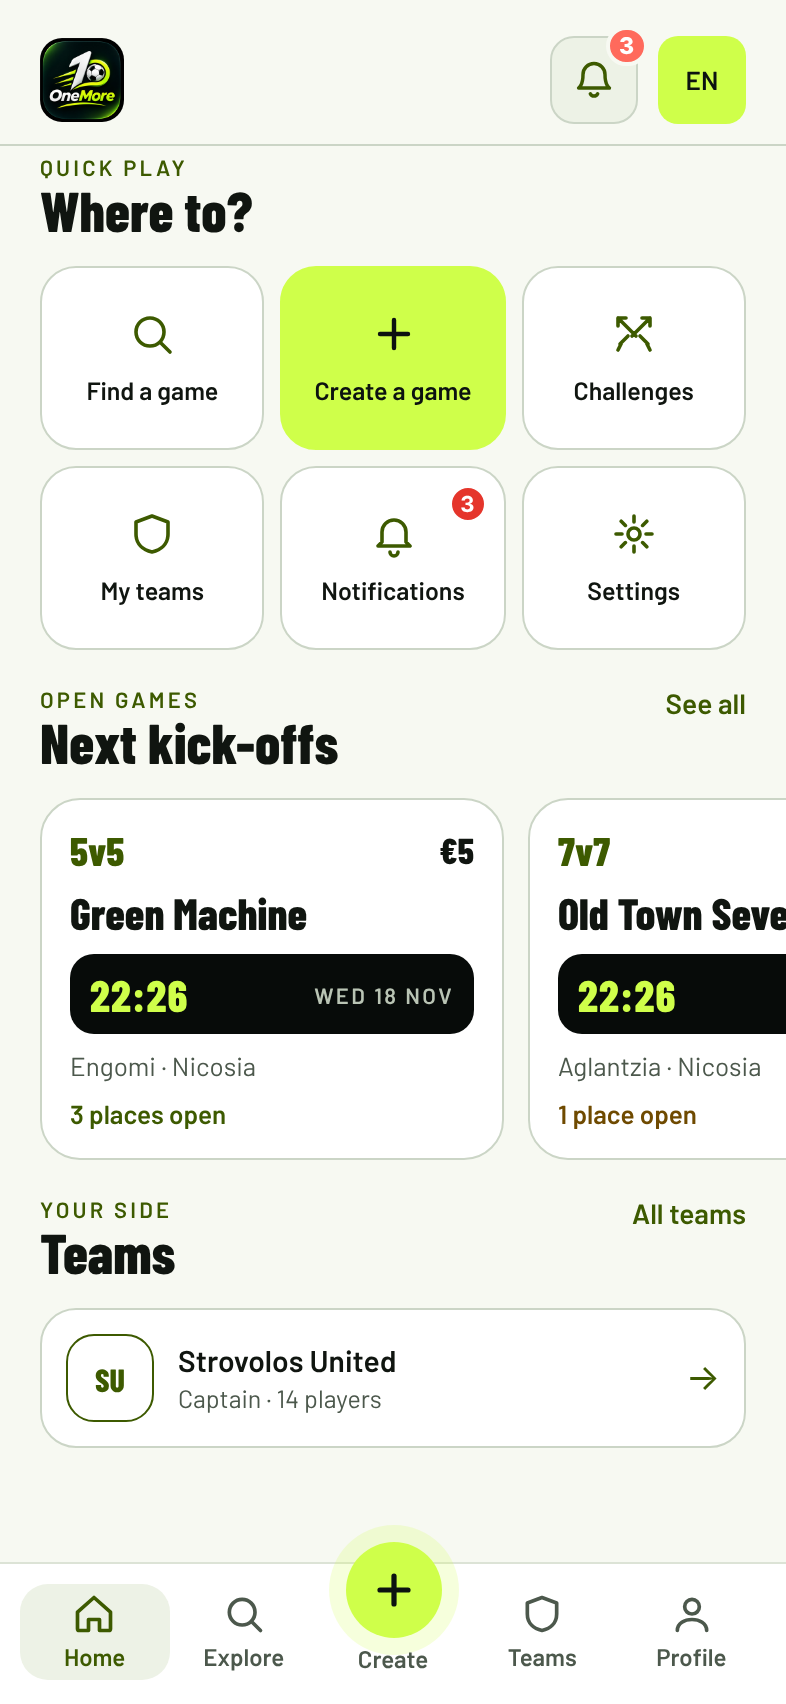 OneMore
3
EN
QUICK PLAY
Where to?
Find a game
Create a game
Challenges
My teams
3
Notifications
Settings
OPEN GAMES
See all
Next kick-offs
5v5
€5
Green Machine
22:26
WED 18 NOV
Engomi · Nicosia
3 places open
7v7
Old Town Seve
22:26
Aglantzia · Nicosia
1 place open
YOUR SIDE
All teams
Teams
SU
Strovolos United
Captain · 14 players
Home
Explore
Create
Teams
Profile